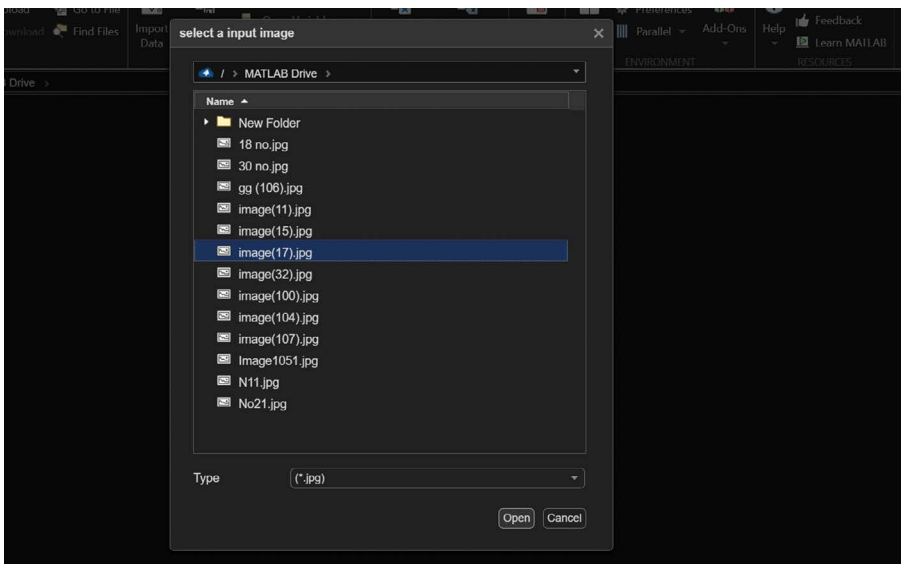 Go to File
Find Files
Import
Data
Preferences
Parallel
Add-Ons
Help
Feedback
Learn MATLAB
ENVIRONMENT
RESOURCES
Drive >
select a input image
/ > MATLAB Drive >
Name
New Folder
18 no.jpg
30 no.jpg
gg (106).jpg
image(11).jpg
image(15).jpg
image(17).jpg
image(32).jpg
image(100).jpg
image(104).jpg
image(107).jpg
Image1051.jpg
N11.jpg
No21.jpg
Type (*.jpg)
Open Cancel